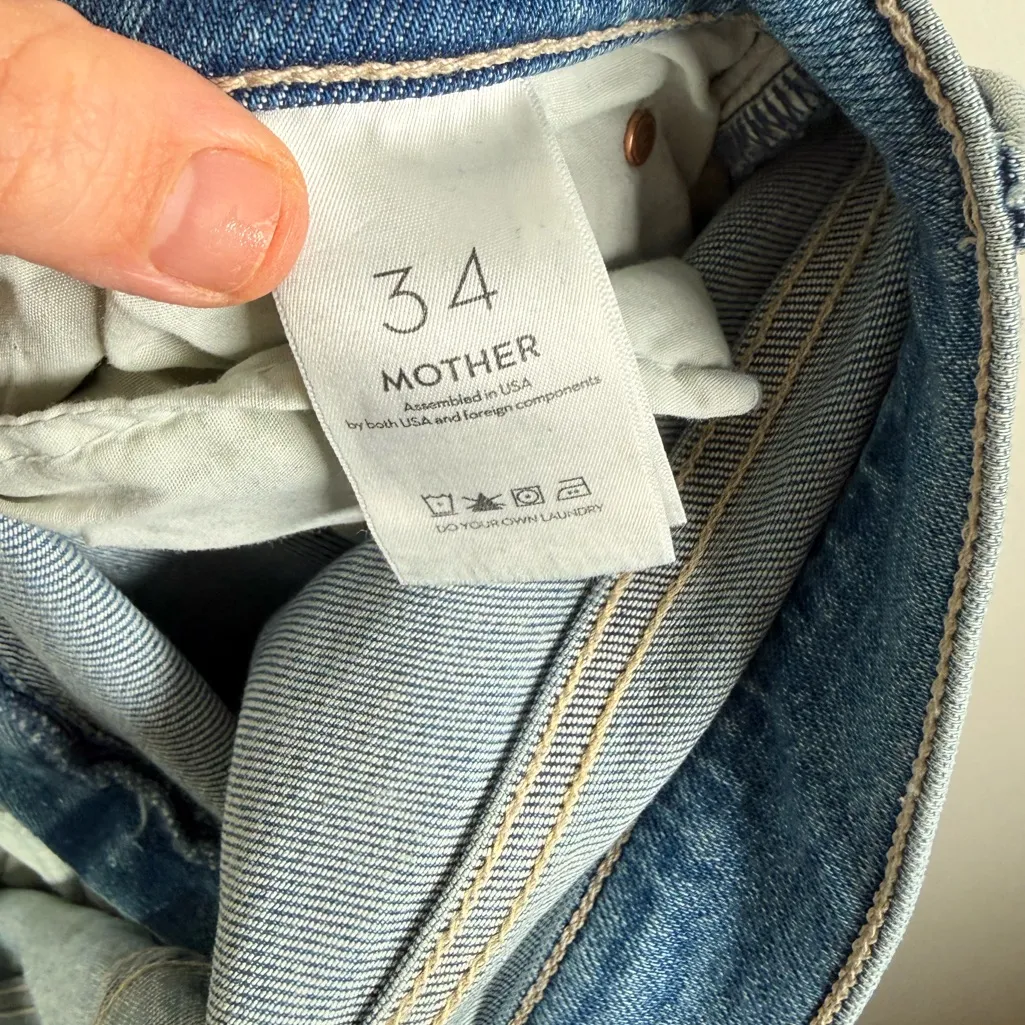 34
MOTHER
Assembled in USA
by both USA and foreign components
DO YOUR OWN LAUNDRY